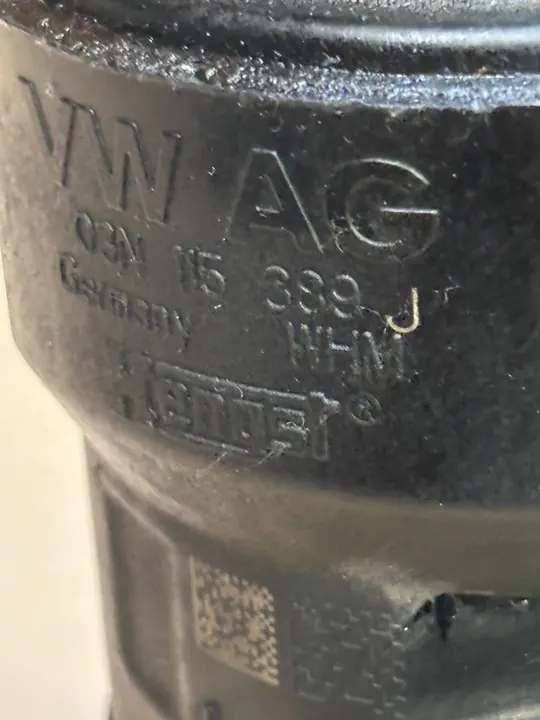 VW AG
03N 115 389 J
Germany WHM
Hengst®